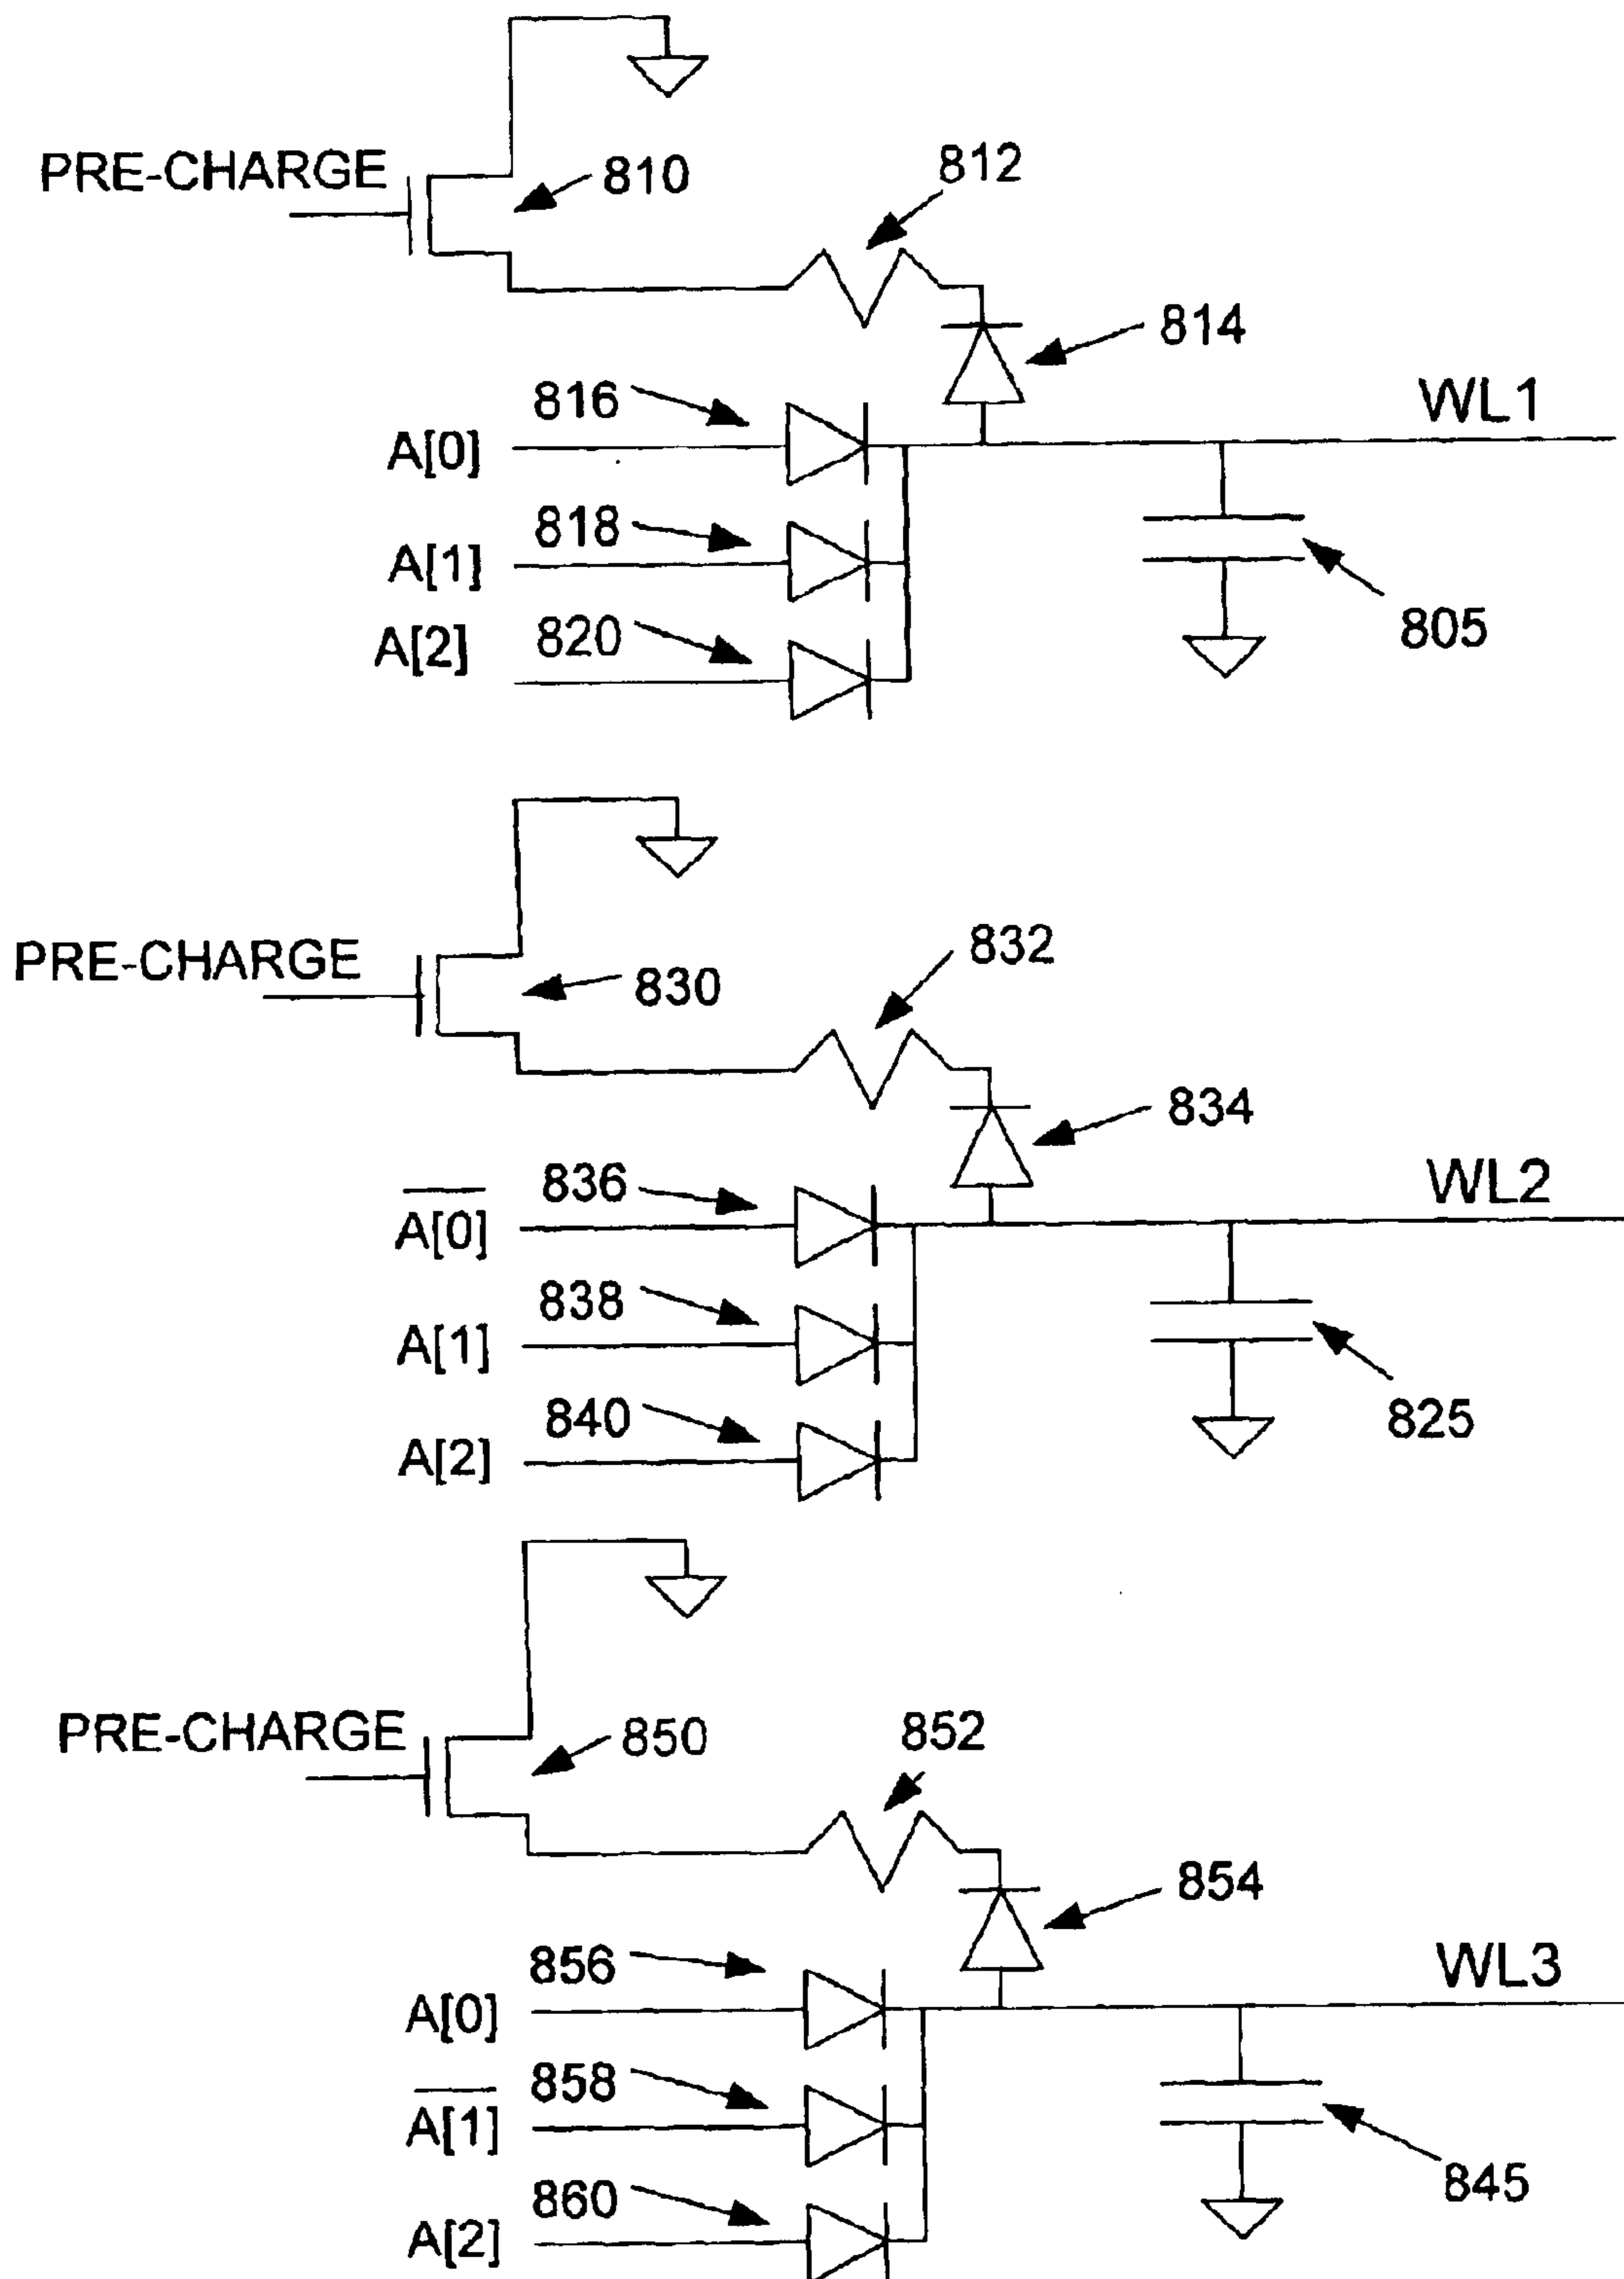 PRE-CHARGE
810
812
814
816
WL1
A[0]
818
A[1]
820
805
A[2]
PRE-CHARGE
830
832
834
836
WL2
A[0]
838
A[1]
840
825
A[2]
PRE-CHARGE
850
852
854
856
WL3
A[0]
858
A[1]
845
860
A[2]